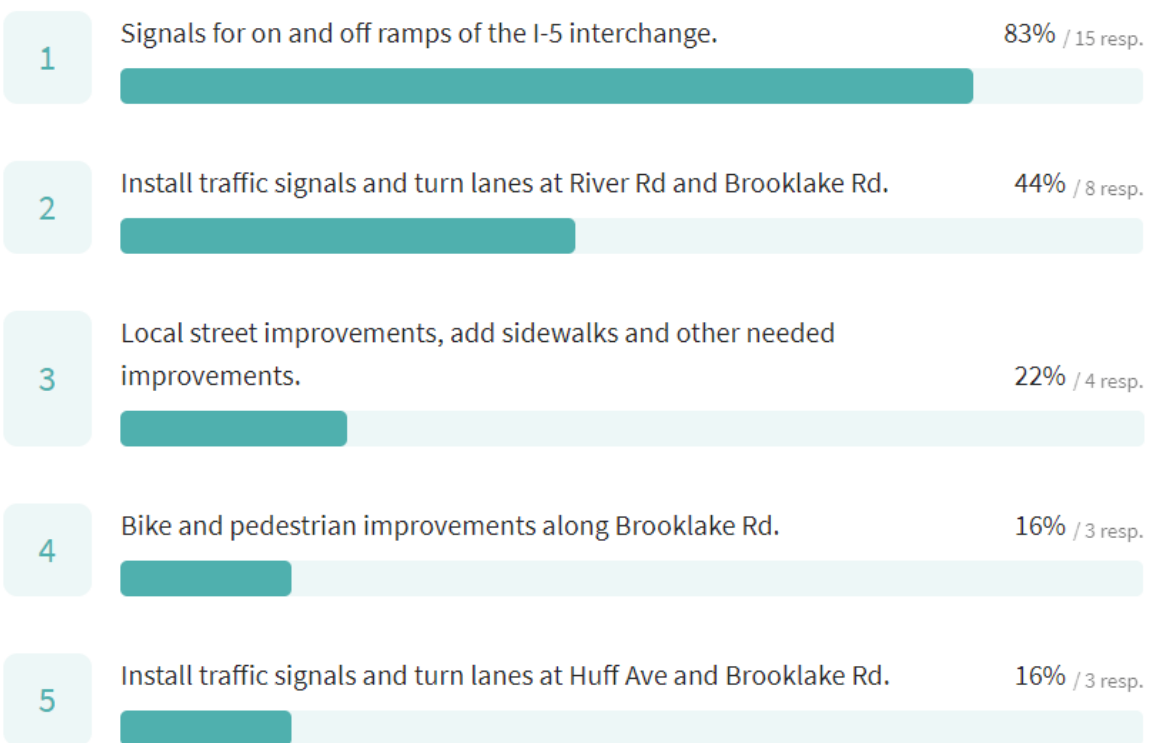 1
Signals for on and off ramps of the I-5 interchange.
83% / 15 resp.
2
Install traffic signals and turn lanes at River Rd and Brooklake Rd.
44% / 8 resp.
3
Local street improvements, add sidewalks and other needed
improvements.
22% / 4 resp.
4
Bike and pedestrian improvements along Brooklake Rd.
16% / 3 resp.
5
Install traffic signals and turn lanes at Huff Ave and Brooklake Rd.
16% / 3 resp.